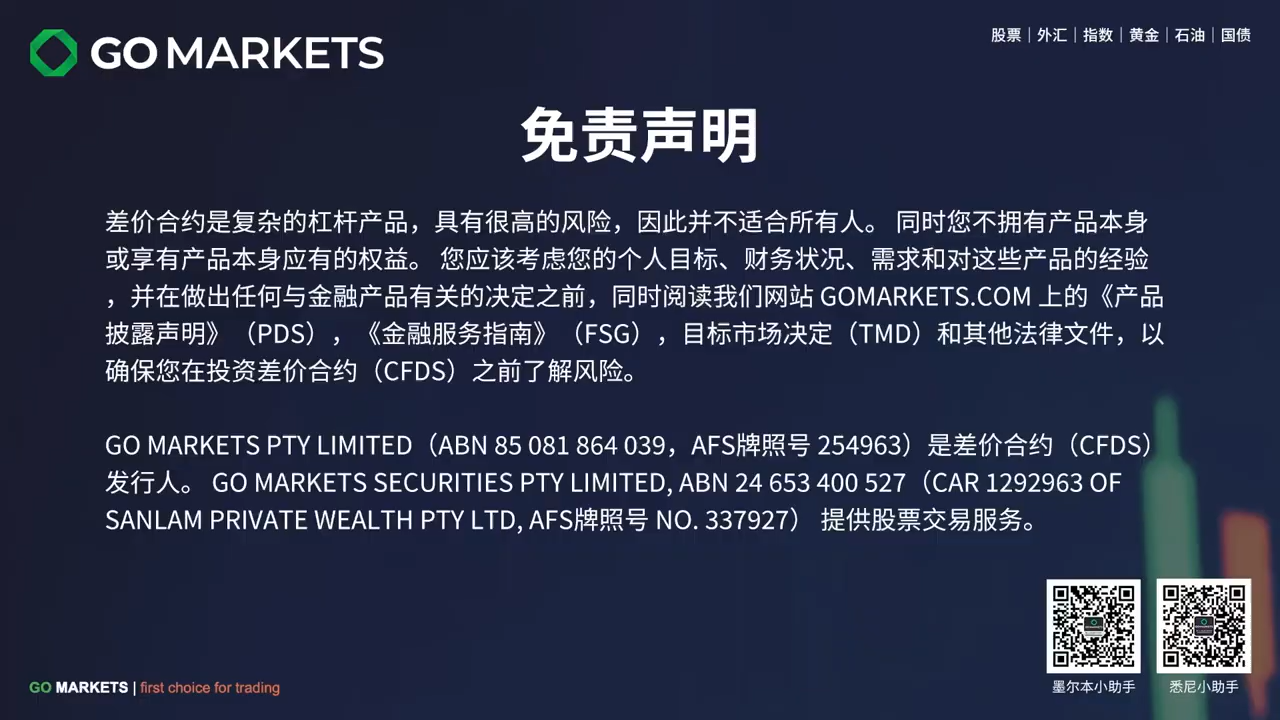 GO MARKETS
股票｜外汇｜指数｜黄金｜石油｜国债
免责声明
差价合约是复杂的杠杆产品，具有很高的风险，因此并不适合所有人。 同时您不拥有产品本身
或享有产品本身应有的权益。 您应该考虑您的个人目标、财务状况、需求和对这些产品的经验
，并在做出任何与金融产品有关的决定之前，同时阅读我们网站 GOMARKETS.COM 上的《产品
披露声明》（PDS），《金融服务指南》（FSG），目标市场决定（TMD）和其他法律文件，以
确保您在投资差价合约（CFDS）之前了解风险。
GO MARKETS PTY LIMITED（ABN 85 081 864 039，AFS牌照号 254963）是差价合约（CFDS）
发行人。 GO MARKETS SECURITIES PTY LIMITED, ABN 24 653 400 527（CAR 1292963 OF
SANLAM PRIVATE WEALTH PTY LTD, AFS牌照号 NO. 337927） 提供股票交易服务。
墨尔本小助手 悉尼小助手
GO MARKETS | first choice for trading